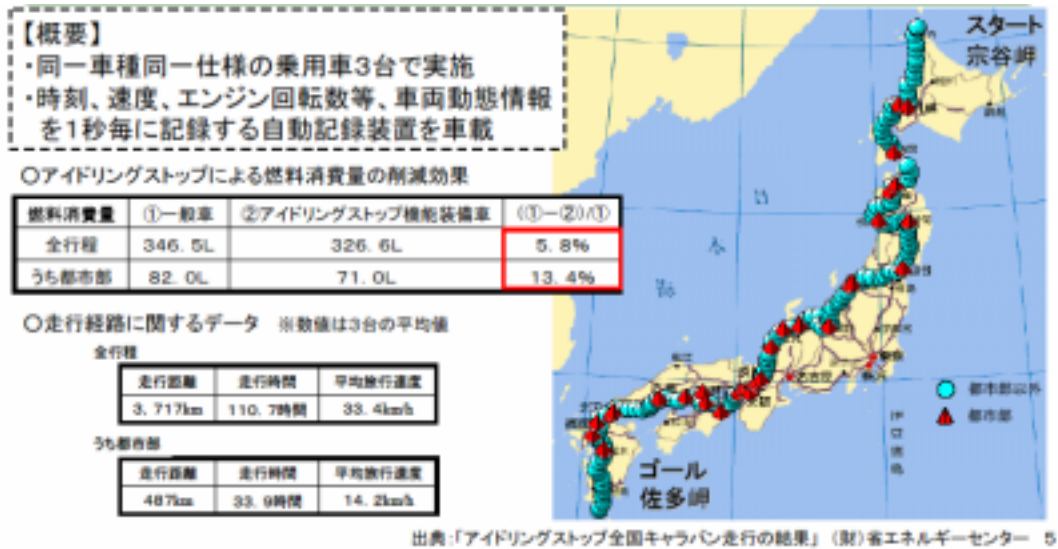 【概要】
・同一車種同一仕様の乗用車3台で実施
・時刻、速度、エンジン回転数等、車両動態情報
を1秒毎に記録する自動記録装置を車載
〇アイドリングストップによる燃料消費量の削減効果
燃料消費量 ①一般車 ②アイドリングストップ機能装備車 (①－②)/①
全行程 346. 5L 326. 6L 5. 8%
うち都市部 82. 0L 71. 0L 13. 4%
〇走行経路に関するデータ ※数値は3台の平均値
全行程
走行距離 走行時間 平均旅行速度
3. 717km 110. 7時間 33. 4km/h
うち都市部
走行距離 走行時間 平均旅行速度
487km 33. 9時間 14. 2km/h
スタート
宗谷岬
都市部以外
都市部
ゴール
佐多岬
出典：「アイドリングストップ全国キャラバン走行の結果」 (財)省エネルギーセンター 5